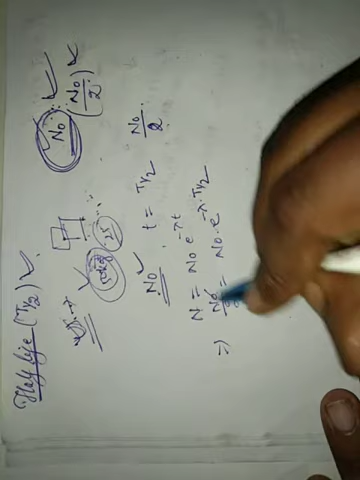 Half life (T1/2) ✓
N0
(N0/2)
N0 t = T1/2 N0/2
N = N0 e^-λt
⇒ N0/2 = N0 . e^-λ.T1/2